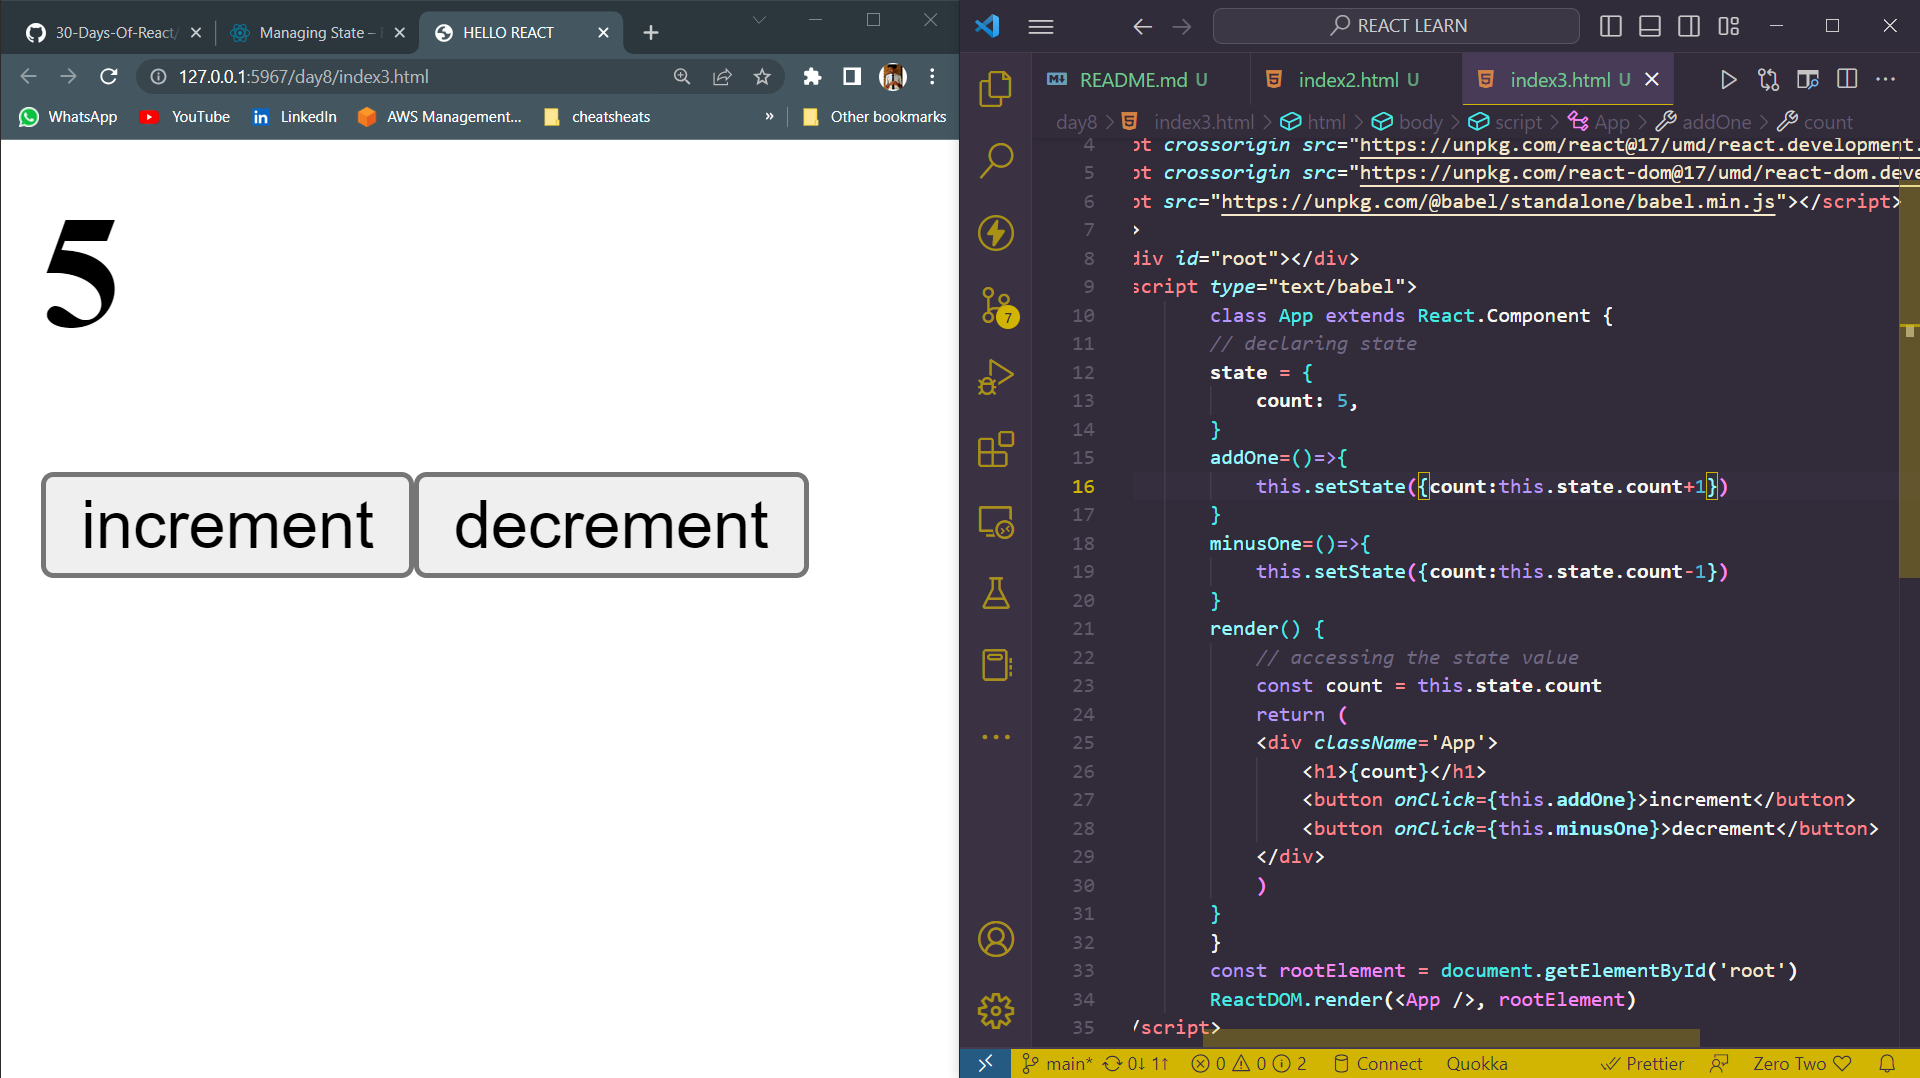 30-Days-Of-React/
Managing State –
HELLO REACT
127.0.0.1:5967/day8/index3.html
WhatsApp
YouTube
LinkedIn
AWS Management...
cheatsheats
»
Other bookmarks
5
increment
decrement
REACT LEARN
README.md U
index2.html U
index3.html U
day8 > index3.html > html > body > script > App > addOne > count
4 pt crossorigin src="https://unpkg.com/react@17/umd/react.development.
5 pt crossorigin src="https://unpkg.com/react-dom@17/umd/react-dom.deve
6 pt src="https://unpkg.com/@babel/standalone/babel.min.js"></script>
7 >
8 div id="root"></div>
9 script type="text/babel">
10 class App extends React.Component {
11 // declaring state
12 state = {
13 count: 5,
14 }
15 addOne=()=>{
16 this.setState({count:this.state.count+1})
17 }
18 minusOne=()=>{
19 this.setState({count:this.state.count-1})
20 }
21 render() {
22 // accessing the state value
23 const count = this.state.count
24 return (
25 <div className='App'>
26 <h1>{count}</h1>
27 <button onClick={this.addOne}>increment</button>
28 <button onClick={this.minusOne}>decrement</button>
29 </div>
30 )
31 }
32 }
33 const rootElement = document.getElementById('root')
34 ReactDOM.render(<App />, rootElement)
35 /script>
7
main* 0↓ 1↑ 0 0 2 Connect Quokka Prettier Zero Two